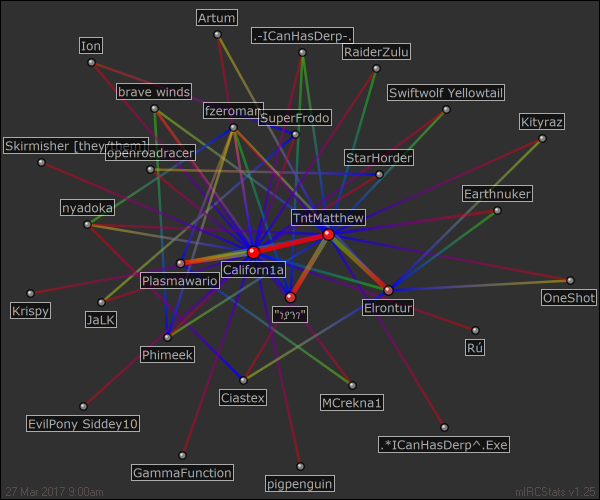 Artum
.-ICanHasDerp-.
Ion
RaiderZulu
brave winds
Swiftwolf Yellowtail
fzeroman
SuperFrodo
Kityraz
Skirmisher [they/them]
openroadracer
StarHorder
Earthnuker
nyadoka
TntMatthew
Californ1a
Plasmawario
OneShot
Krispy
JaLK
Elrontur
Rú
Phimeek
Ciastex
MCrekna1
EvilPony Siddey10
.*ICanHasDerp^.Exe
GammaFunction
pigpenguin
27 Mar 2017 9:00am
mIRCStats v1.25